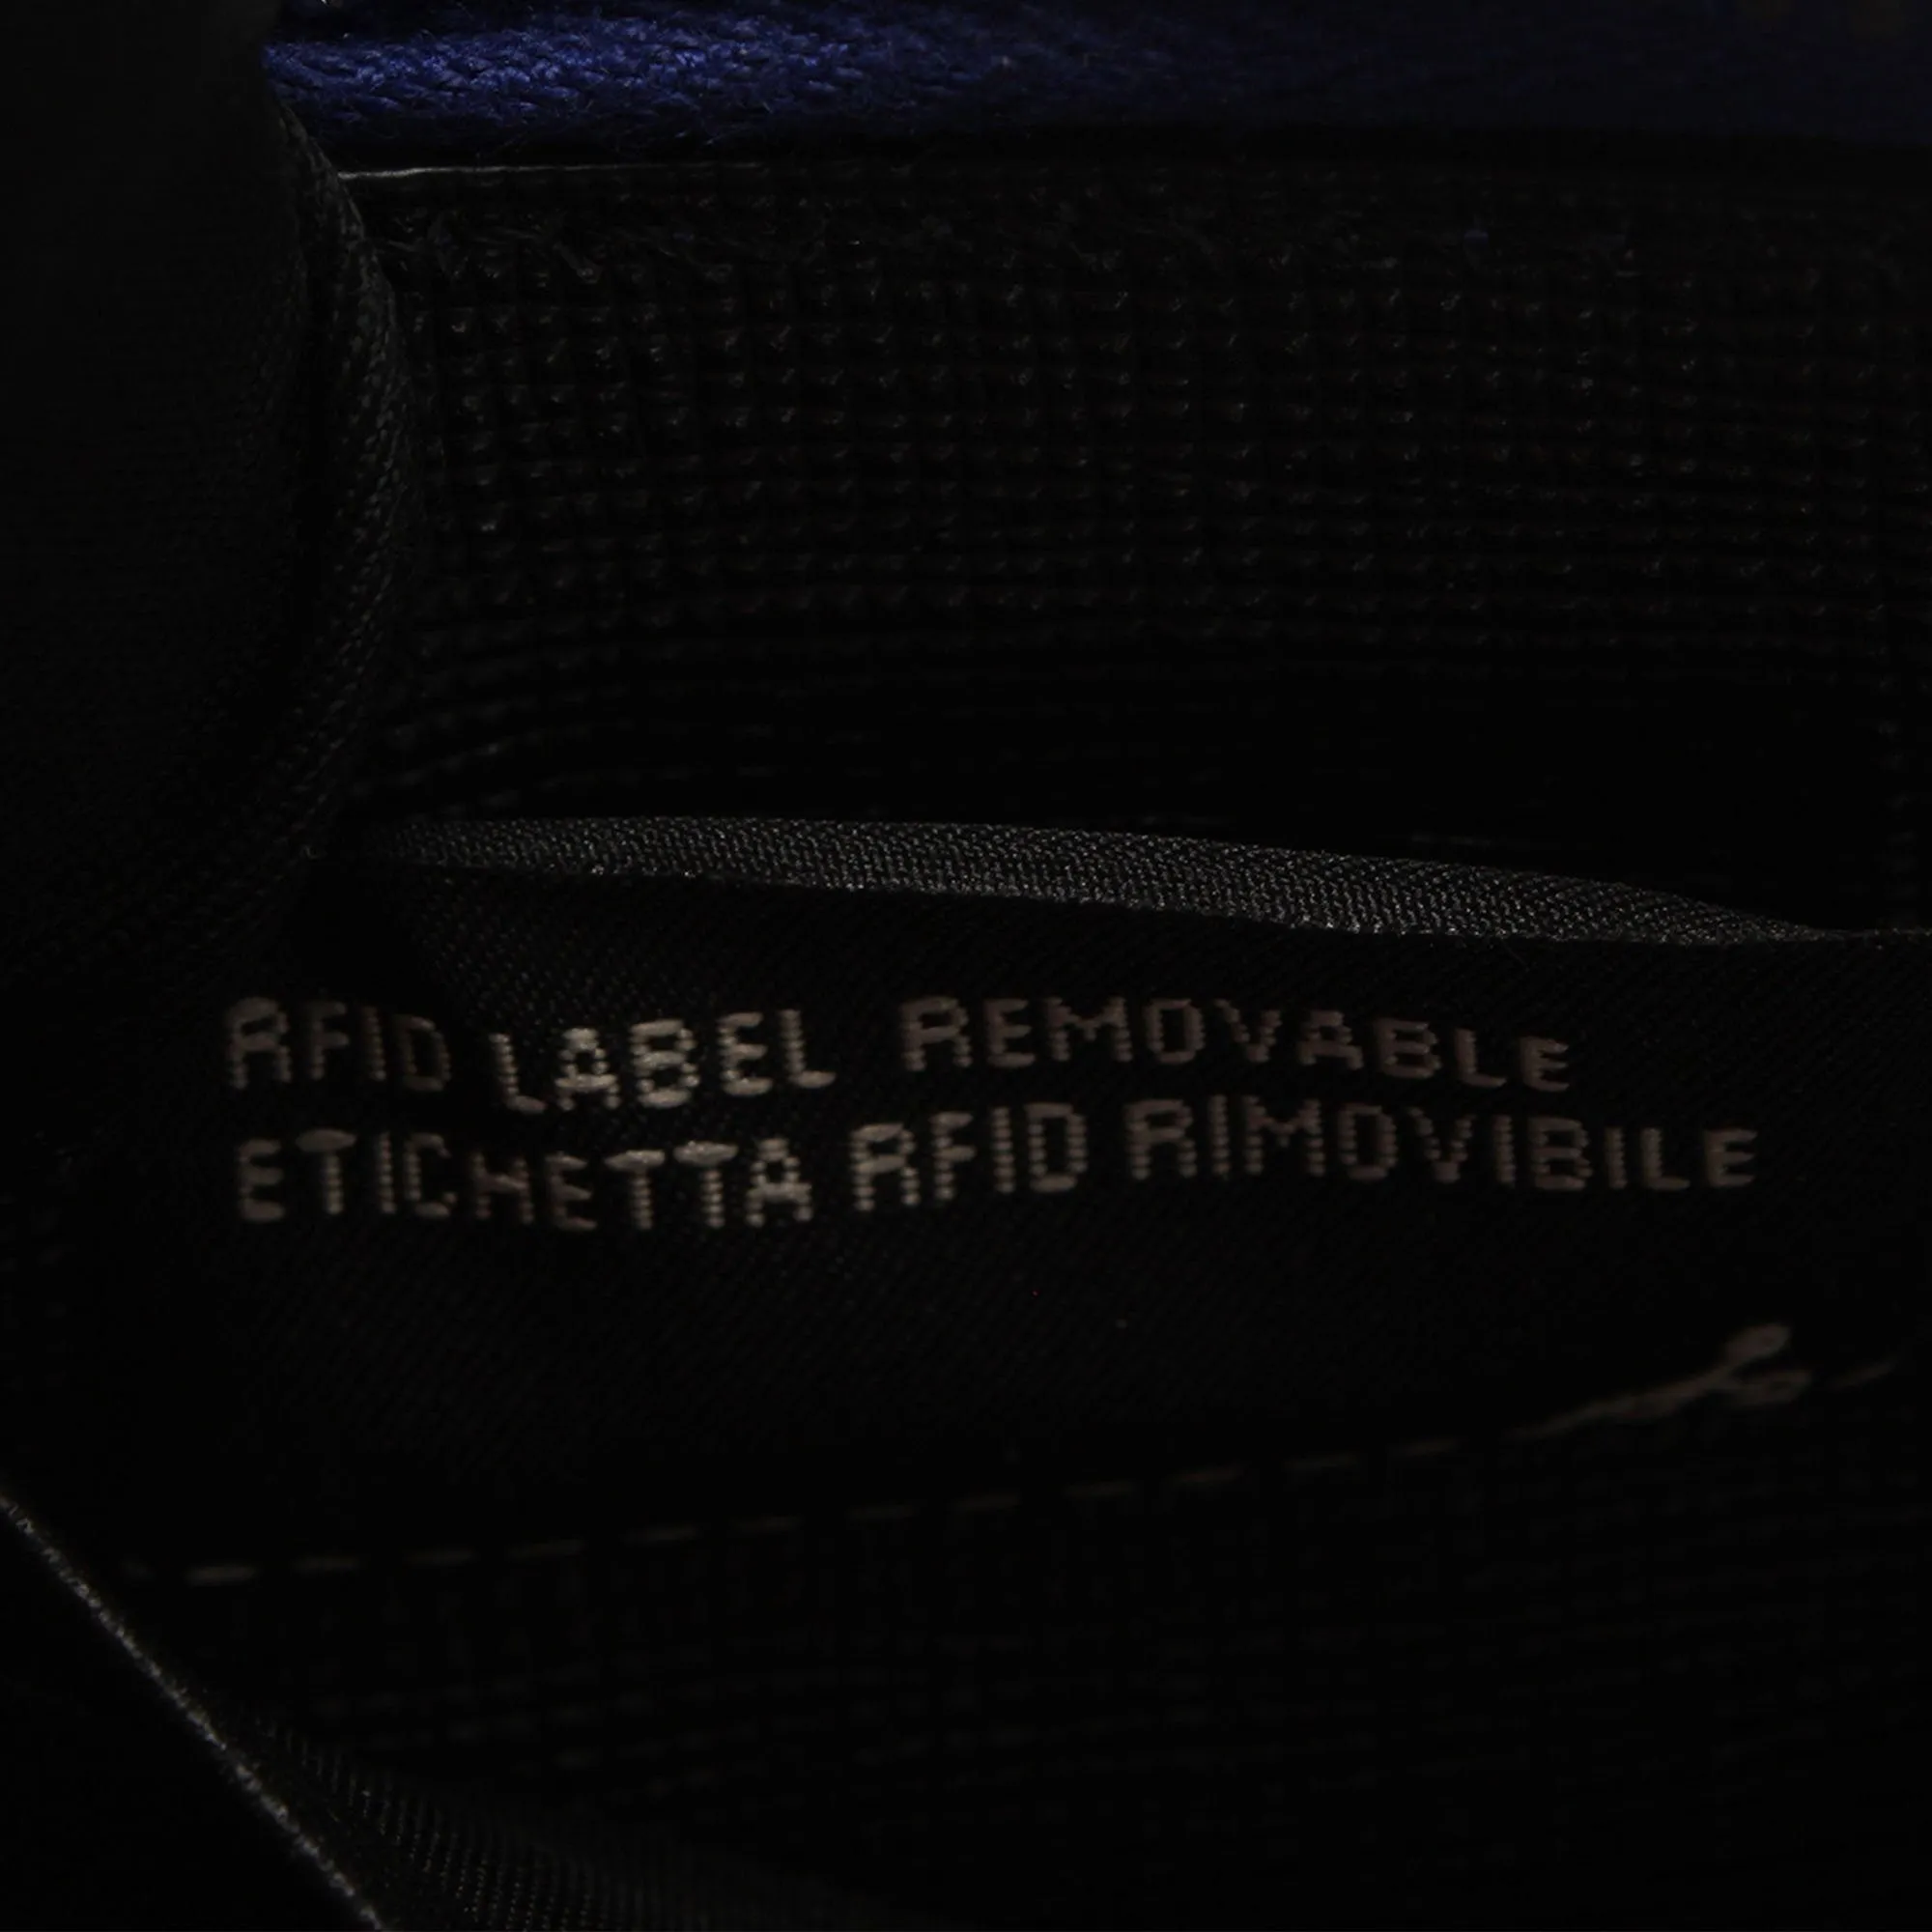 RFID LABEL REMOVABLE
ETICHETTA RFID RIMOVIBILE